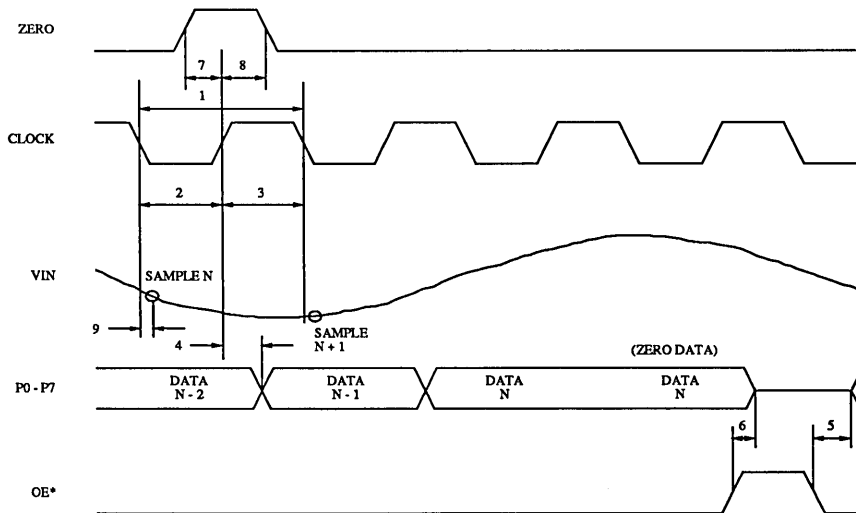 ZERO
7 8
1
CLOCK
2 3
VIN
SAMPLE N
9
4
SAMPLE
N + 1
(ZERO DATA)
P0 - P7
DATA
N - 2
DATA
N - 1
DATA
N
DATA
N
6 5
OE*